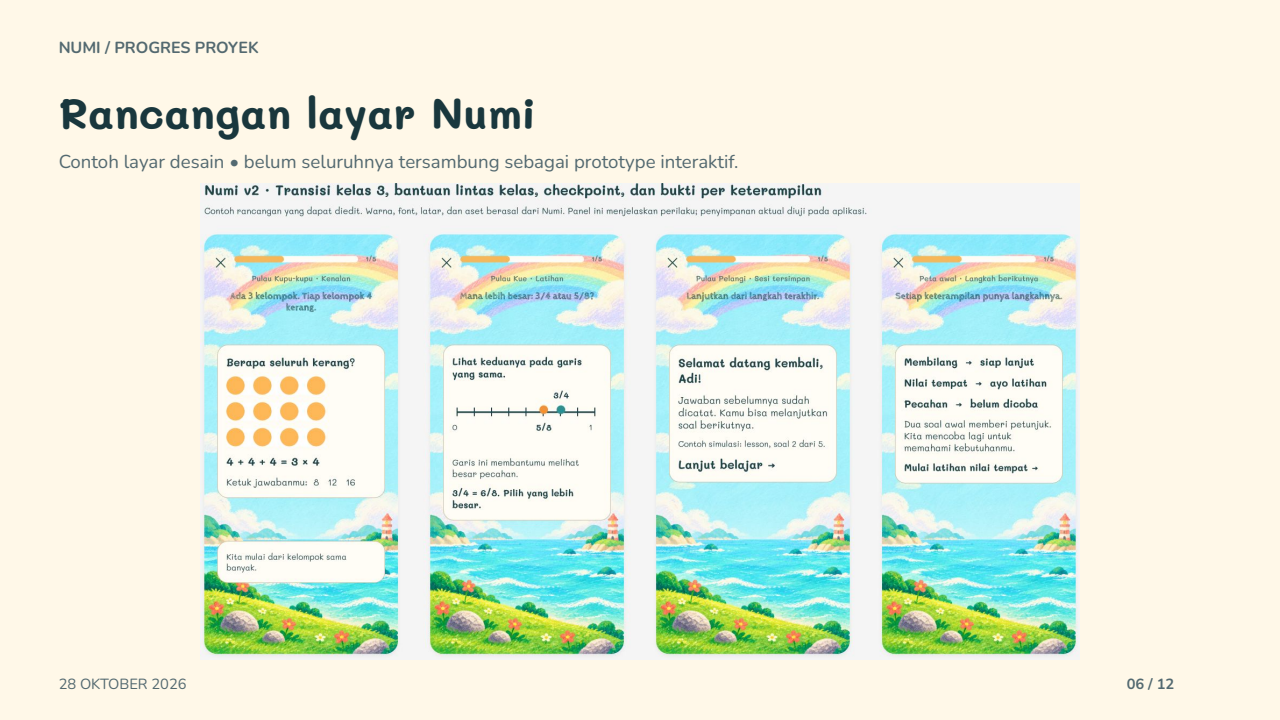 NUMI / PROGRES PROYEK
Rancangan layar Numi
Contoh layar desain • belum seluruhnya tersambung sebagai prototype interaktif.
Numi v2 · Transisi kelas 3, bantuan lintas kelas, checkpoint, dan bukti per keterampilan
Contoh rancangan yang dapat diedit. Warna, font, latar, dan aset berasal dari Numi. Panel ini menjelaskan perilaku; penyimpanan aktual diuji pada aplikasi.
1/5
Pulau Kupu-kupu · Kenalan
Ada 3 kelompok. Tiap kelompok 4
kerang.
Berapa seluruh kerang?
4 + 4 + 4 = 3 × 4
Ketuk jawabanmu: 8 12 16
Kita mulai dari kelompok sama
banyak.
1/5
Pulau Kue · Latihan
Mana lebih besar: 3/4 atau 5/8?
Lihat keduanya pada garis
yang sama.
3/4
0 5/8 1
Garis ini membantumu melihat
besar pecahan.
3/4 = 6/8. Pilih yang lebih
besar.
1/5
Pulau Pelangi · Sesi tersimpan
Lanjutkan dari langkah terakhir.
Selamat datang kembali,
Adi!
Jawaban sebelumnya sudah
dicatat. Kamu bisa melanjutkan
soal berikutnya.
Contoh simulasi: lesson, soal 2 dari 5.
Lanjut belajar →
1/5
Peta awal · Langkah berikutnya
Setiap keterampilan punya langkahnya.
Membilang → siap lanjut
Nilai tempat → ayo latihan
Pecahan → belum dicoba
Dua soal awal memberi petunjuk.
Kita mencoba lagi untuk
memahami kebutuhanmu.
Mulai latihan nilai tempat →
28 OKTOBER 2026
06 / 12